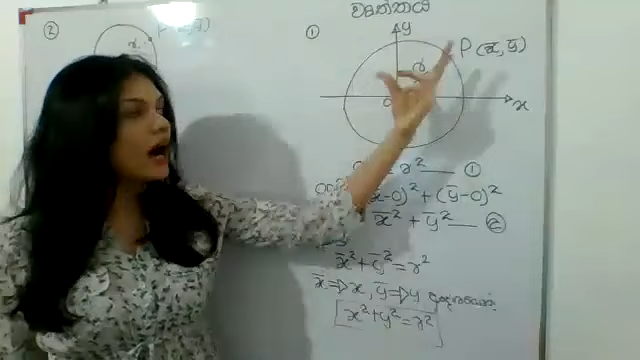 වෘත්තය
②
①
y
P (x̄, ȳ)
r
x
r² ①
x-0)² + (ȳ-0)²
x̄² + ȳ² ②
x̄² + ȳ² = r²
x̄ ⇒ x, ȳ ⇒ y
x² + y² = r²